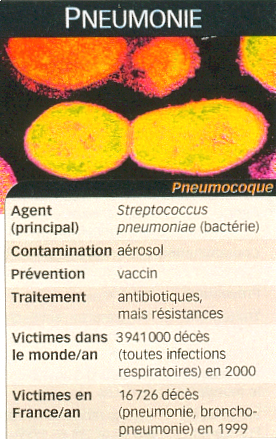 PNEUMONIE
Pneumocoque
Agent Streptococcus
(principal) pneumoniae (bactérie)
Contamination aérosol
Prévention vaccin
Traitement antibiotiques,
mais résistances
Victimes dans 3 941 000 décès
le monde/an (toutes infections
respiratoires) en 2000
Victimes en 16 726 décès
France/an (pneumonie, broncho-
pneumonie) en 1999